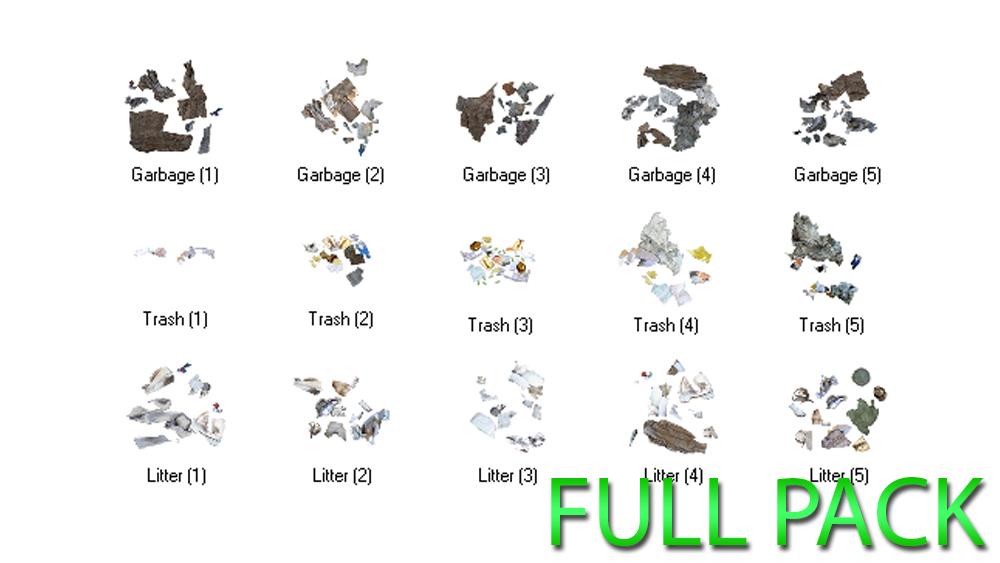 Garbage (1) Garbage (2) Garbage (3) Garbage (4) Garbage (5)
Trash (1) Trash (2) Trash (3) Trash (4) Trash (5)
Litter (1) Litter (2) Litter (3) Litter (4) Litter (5)
FULL PACK